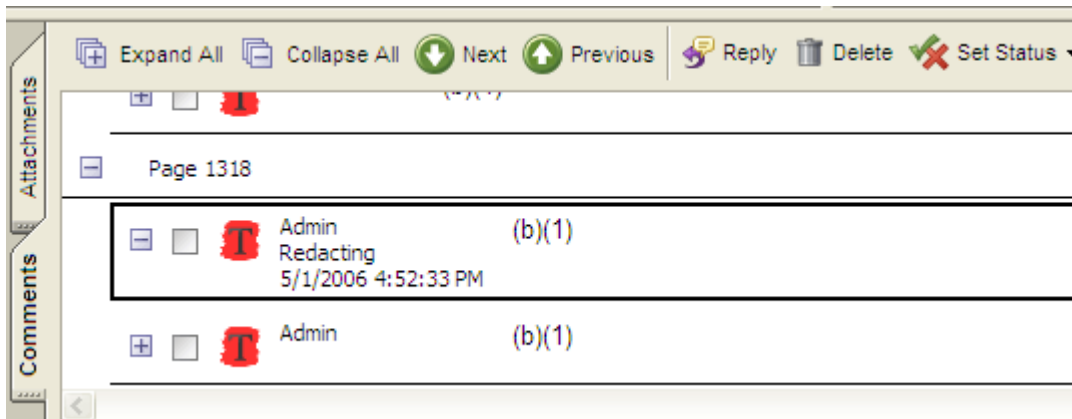 Expand All Collapse All Next Previous Reply Delete Set Status
Attachments
T
Page 1318
T Admin (b)(1)
Redacting
5/1/2006 4:52:33 PM
T Admin (b)(1)
Comments